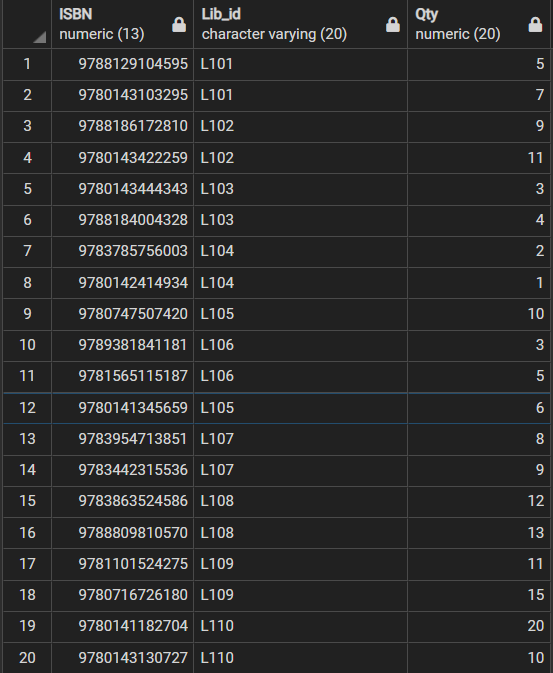 ISBN Lib_id Qty
numeric (13) character varying (20) numeric (20)
1 9788129104595 L101 5
2 9780143103295 L101 7
3 9788186172810 L102 9
4 9780143422259 L102 11
5 9780143444343 L103 3
6 9788184004328 L103 4
7 9783785756003 L104 2
8 9780142414934 L104 1
9 9780747507420 L105 10
10 9789381841181 L106 3
11 9781565115187 L106 5
12 9780141345659 L105 6
13 9783954713851 L107 8
14 9783442315536 L107 9
15 9783863524586 L108 12
16 9788809810570 L108 13
17 9781101524275 L109 11
18 9780716726180 L109 15
19 9780141182704 L110 20
20 9780143130727 L110 10